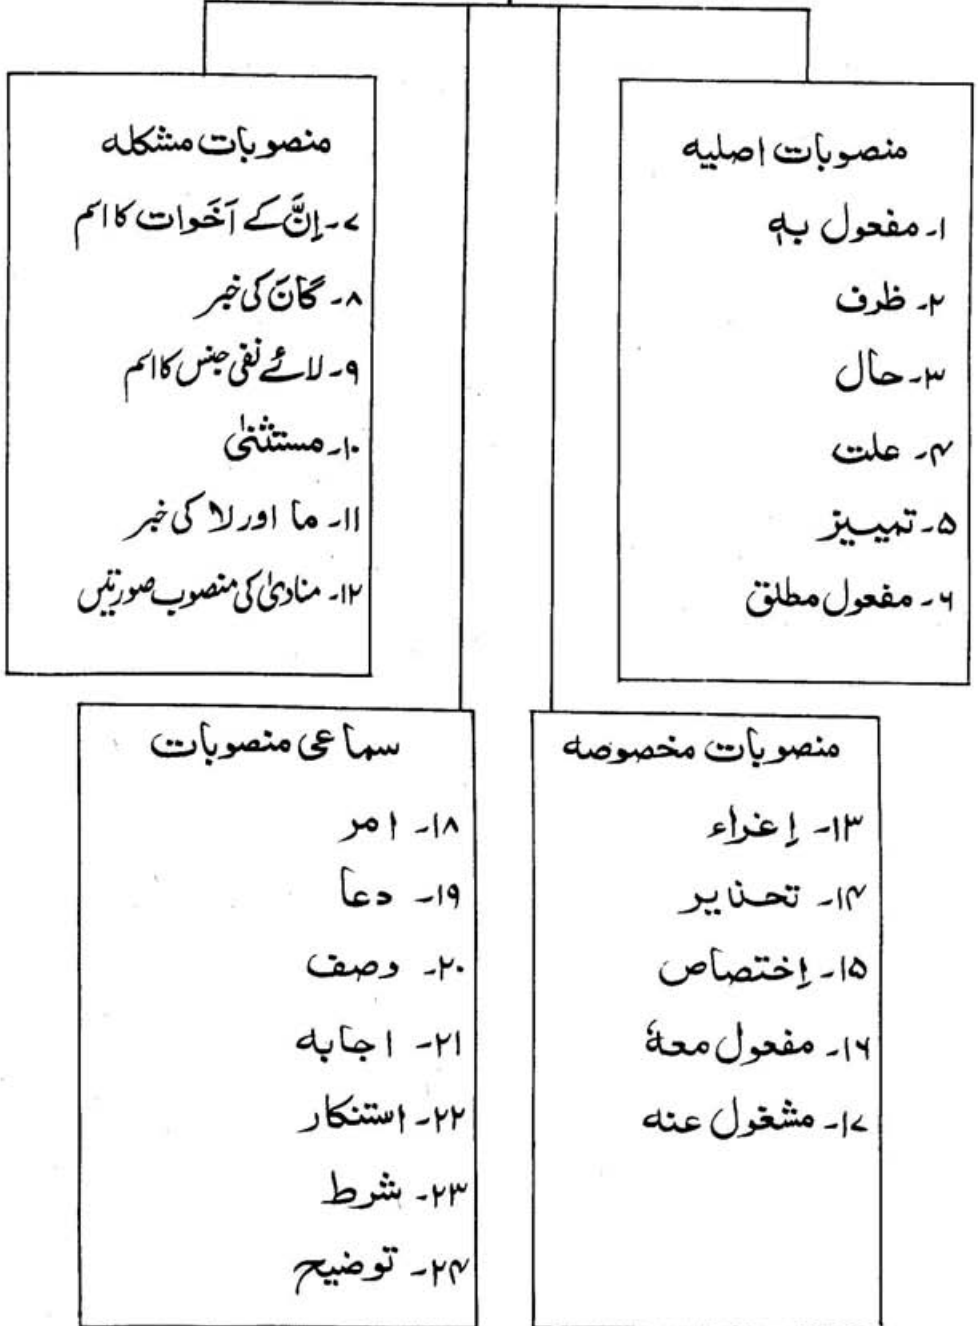 منصوبات اصلیہ
۱۔ مفعول بہٖ
۲۔ ظرف
۳۔ حال
۴۔ علت
۵۔ تمییز
۶۔ مفعول مطلق
منصوبات مشکلہ
۷۔ إنَّ کے آخَوات کا اسم
۸۔ کَانَ کی خبر
۹۔ لائے نفی جنس کا اسم
۱۰۔ مستثنیٰ
۱۱۔ ما اور لا کی خبر
۱۲۔ منادیٰ کی منصوب صورتیں
منصوبات مخصوصہ
۱۳۔ إغراء
۱۴۔ تحذیر
۱۵۔ إختصاص
۱۶۔ مفعول معہٗ
۱۷۔ مشغول عنہ
سماعی منصوبات
۱۸۔ امر
۱۹۔ دعا
۲۰۔ وصف
۲۱۔ اجابہ
۲۲۔ استنکار
۲۳۔ شرط
۲۴۔ توضیح